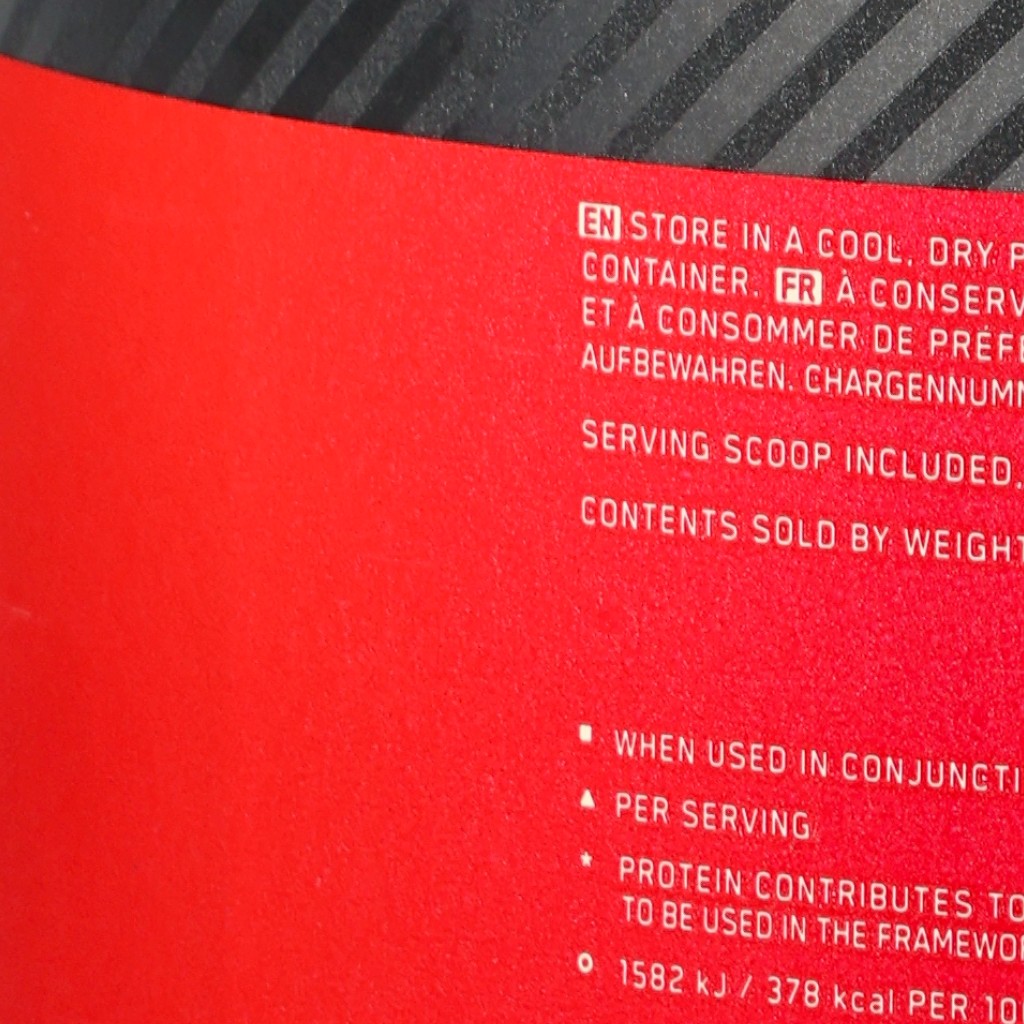 EN STORE IN A COOL, DRY P
CONTAINER. FR À CONSERV
ET À CONSOMMER DE PRÉFÉ
AUFBEWAHREN. CHARGENNUMM
SERVING SCOOP INCLUDED,
CONTENTS SOLD BY WEIGHT
■ WHEN USED IN CONJUNCTI
▲ PER SERVING
* PROTEIN CONTRIBUTES TO
TO BE USED IN THE FRAMEWO
° 1582 kJ / 378 kcal PER 10